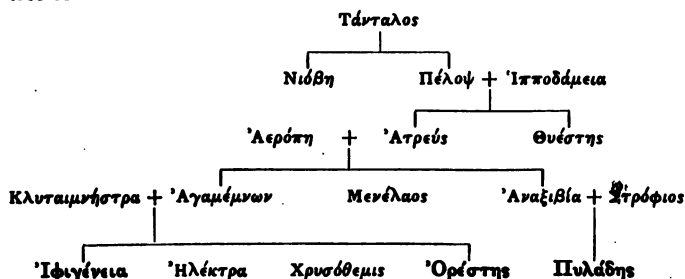 Τάνταλος
Νιόβη Πέλοψ + Ἱπποδάμεια
Ἀερόπη + Ἀτρεύς Θυέστης
Κλυταιμνήστρα + Ἀγαμέμνων Μενέλαος Ἀναξιβία + Στρόφιος
Ἰφιγένεια Ἠλέκτρα Χρυσόθεμις Ὀρέστης Πυλάδης